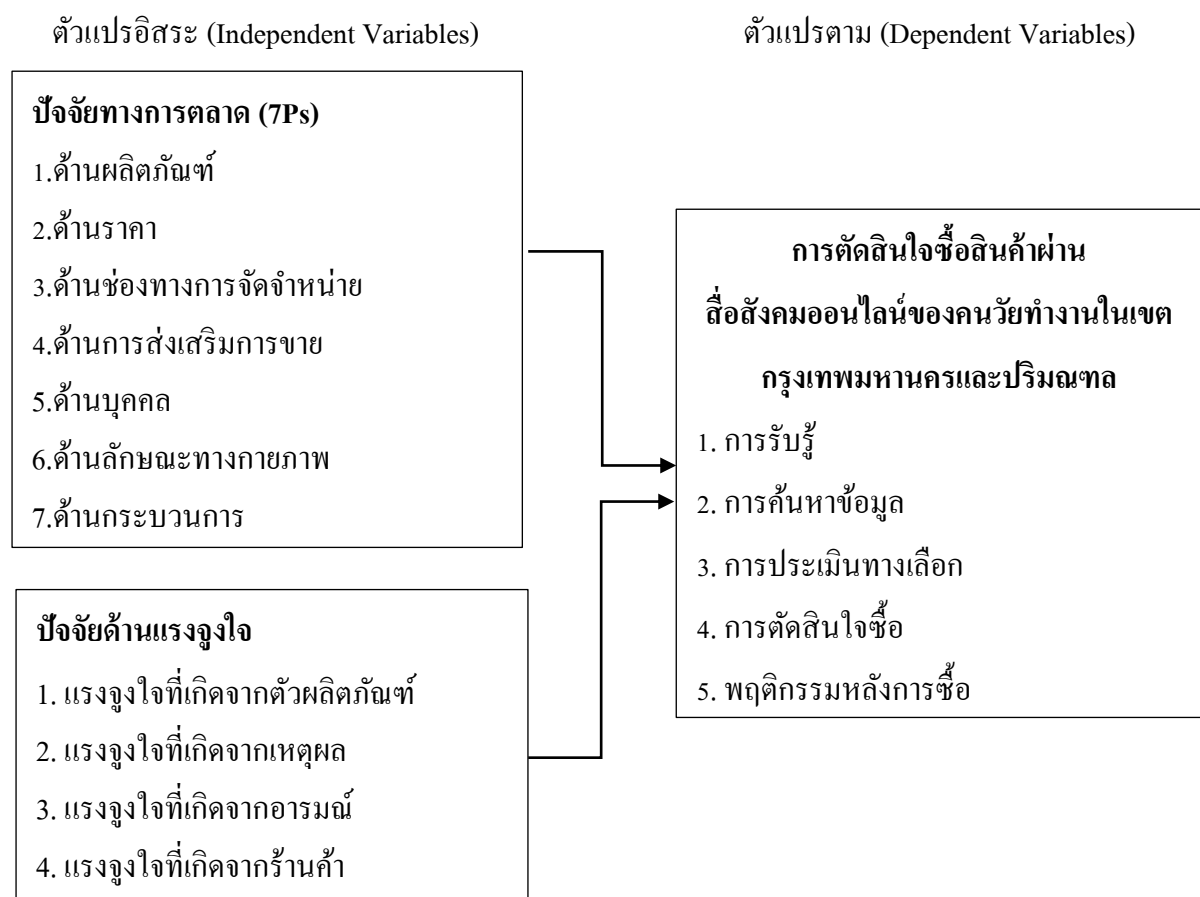 ตัวแปรอิสระ (Independent Variables)
ปัจจัยทางการตลาด (7Ps)
1.ด้านผลิตภัณฑ์
2.ด้านราคา
3.ด้านช่องทางการจัดจำหน่าย
4.ด้านการส่งเสริมการขาย
5.ด้านบุคคล
6.ด้านลักษณะทางกายภาพ
7.ด้านกระบวนการ
ปัจจัยด้านแรงจูงใจ
1. แรงจูงใจที่เกิดจากตัวผลิตภัณฑ์
2. แรงจูงใจที่เกิดจากเหตุผล
3. แรงจูงใจที่เกิดจากอารมณ์
4. แรงจูงใจที่เกิดจากร้านค้า
ตัวแปรตาม (Dependent Variables)
การตัดสินใจซื้อสินค้าผ่าน
สื่อสังคมออนไลน์ของคนวัยทำงานในเขต
กรุงเทพมหานครและปริมณฑล
1. การรับรู้
2. การค้นหาข้อมูล
3. การประเมินทางเลือก
4. การตัดสินใจซื้อ
5. พฤติกรรมหลังการซื้อ